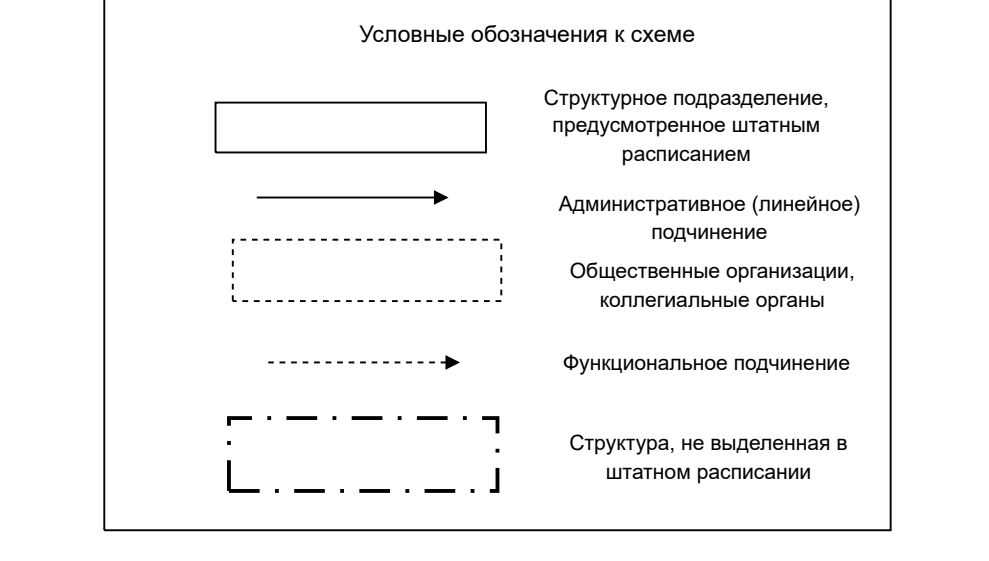 Условные обозначения к схеме
Структурное подразделение,
предусмотренное штатным
расписанием
Административное (линейное)
подчинение
Общественные организации,
коллегиальные органы
Функциональное подчинение
Структура, не выделенная в
штатном расписании